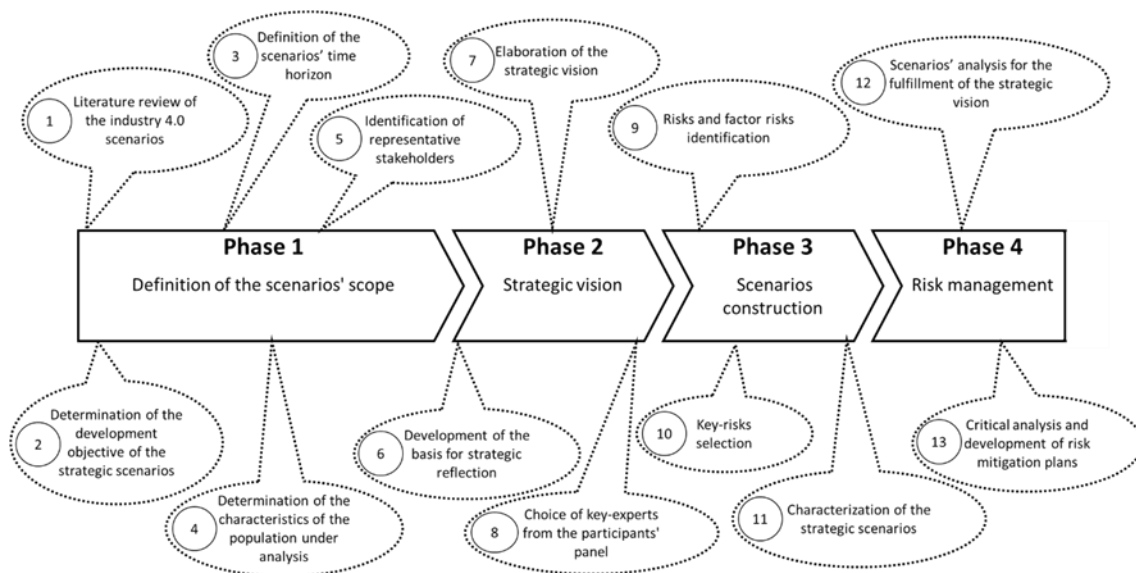 1
Literature review of
the industry 4.0
scenarios
3
Definition of the
scenarios' time
horizon
5
Identification of
representative
stakeholders
7
Elaboration of the
strategic vision
9
Risks and factor risks
identification
12
Scenarios' analysis for the
fulfillment of the strategic
vision
Phase 1
Definition of the scenarios' scope
Phase 2
Strategic vision
Phase 3
Scenarios
construction
Phase 4
Risk management
2
Determination of the
development
objective of the
strategic scenarios
4
Determination of the
characteristics of the
population under
analysis
6
Development of the
basis for strategic
reflection
8
Choice of key-experts
from the participants'
panel
10
Key-risks
selection
11
Characterization of the
strategic scenarios
13
Critical analysis and
development of risk
mitigation plans